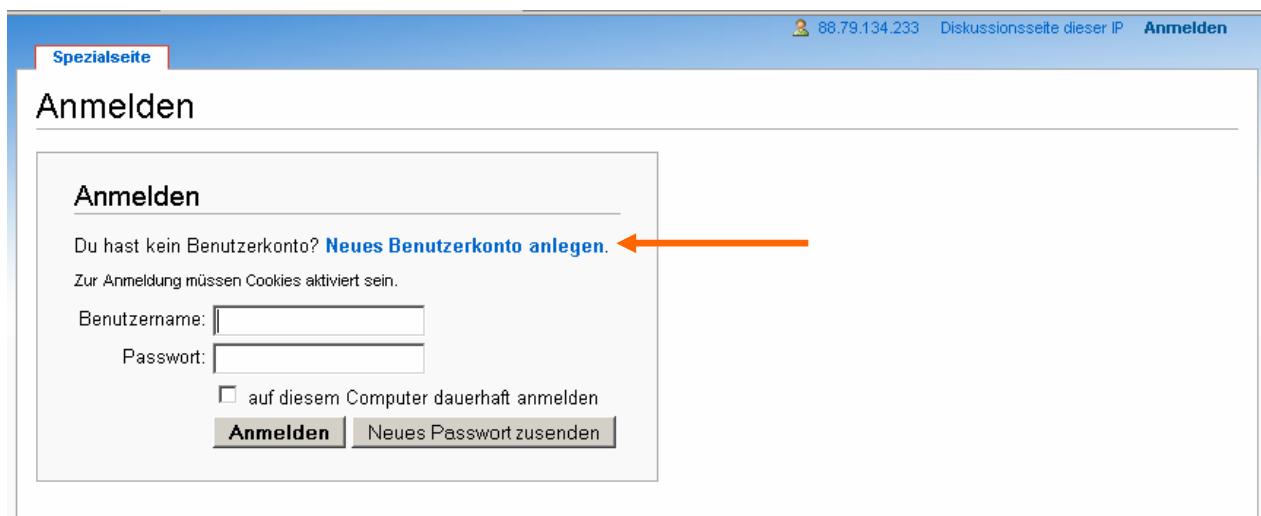 88.79.134.233 Diskussionsseite dieser IP Anmelden
Spezialseite
Anmelden
Anmelden
Du hast kein Benutzerkonto? Neues Benutzerkonto anlegen.
Zur Anmeldung müssen Cookies aktiviert sein.
Benutzername:
Passwort:
auf diesem Computer dauerhaft anmelden
Anmelden Neues Passwort zusenden